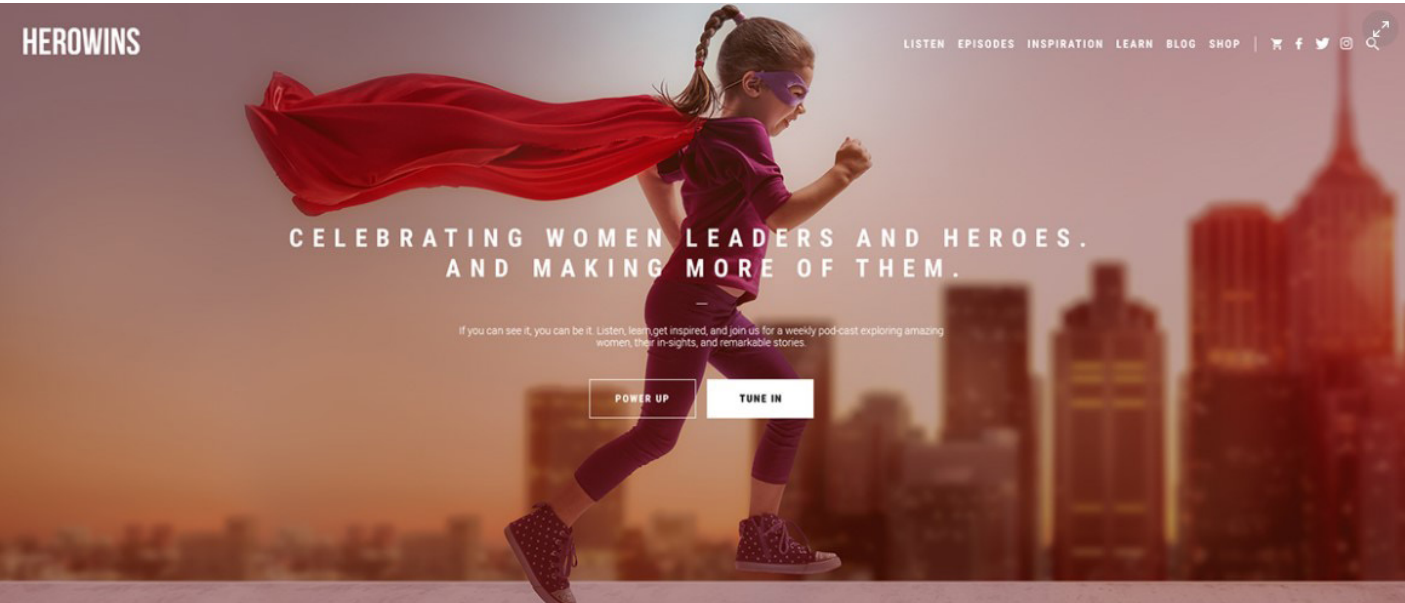 HEROWINS
LISTEN EPISODES INSPIRATION LEARN BLOG SHOP
CELEBRATING WOMEN LEADERS AND HEROES.
AND MAKING MORE OF THEM.
If you can see it, you can be it. Listen, learn,get inspired, and join us for a weekly pod-cast exploring amazing
women, their in-sights, and remarkable stories.
POWER UP TUNE IN